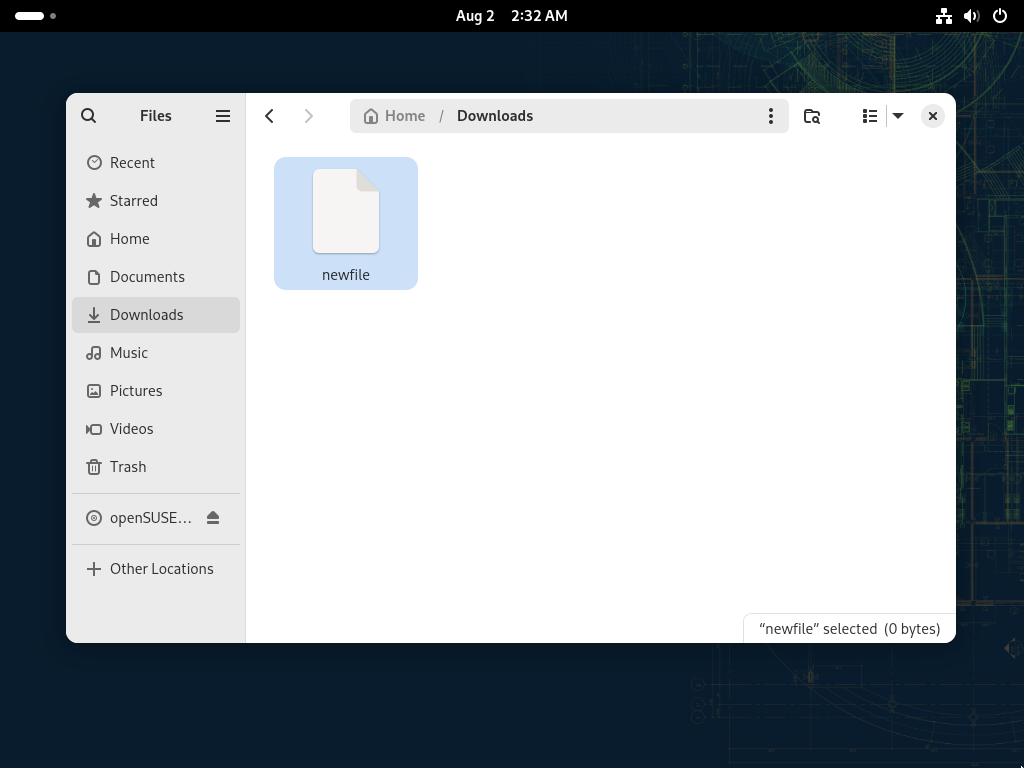 Aug 2 2:32 AM
Files
Home / Downloads
Recent
Starred
Home
Documents
Downloads
Music
Pictures
Videos
Trash
openSUSE…
Other Locations
newfile
“newfile” selected (0 bytes)